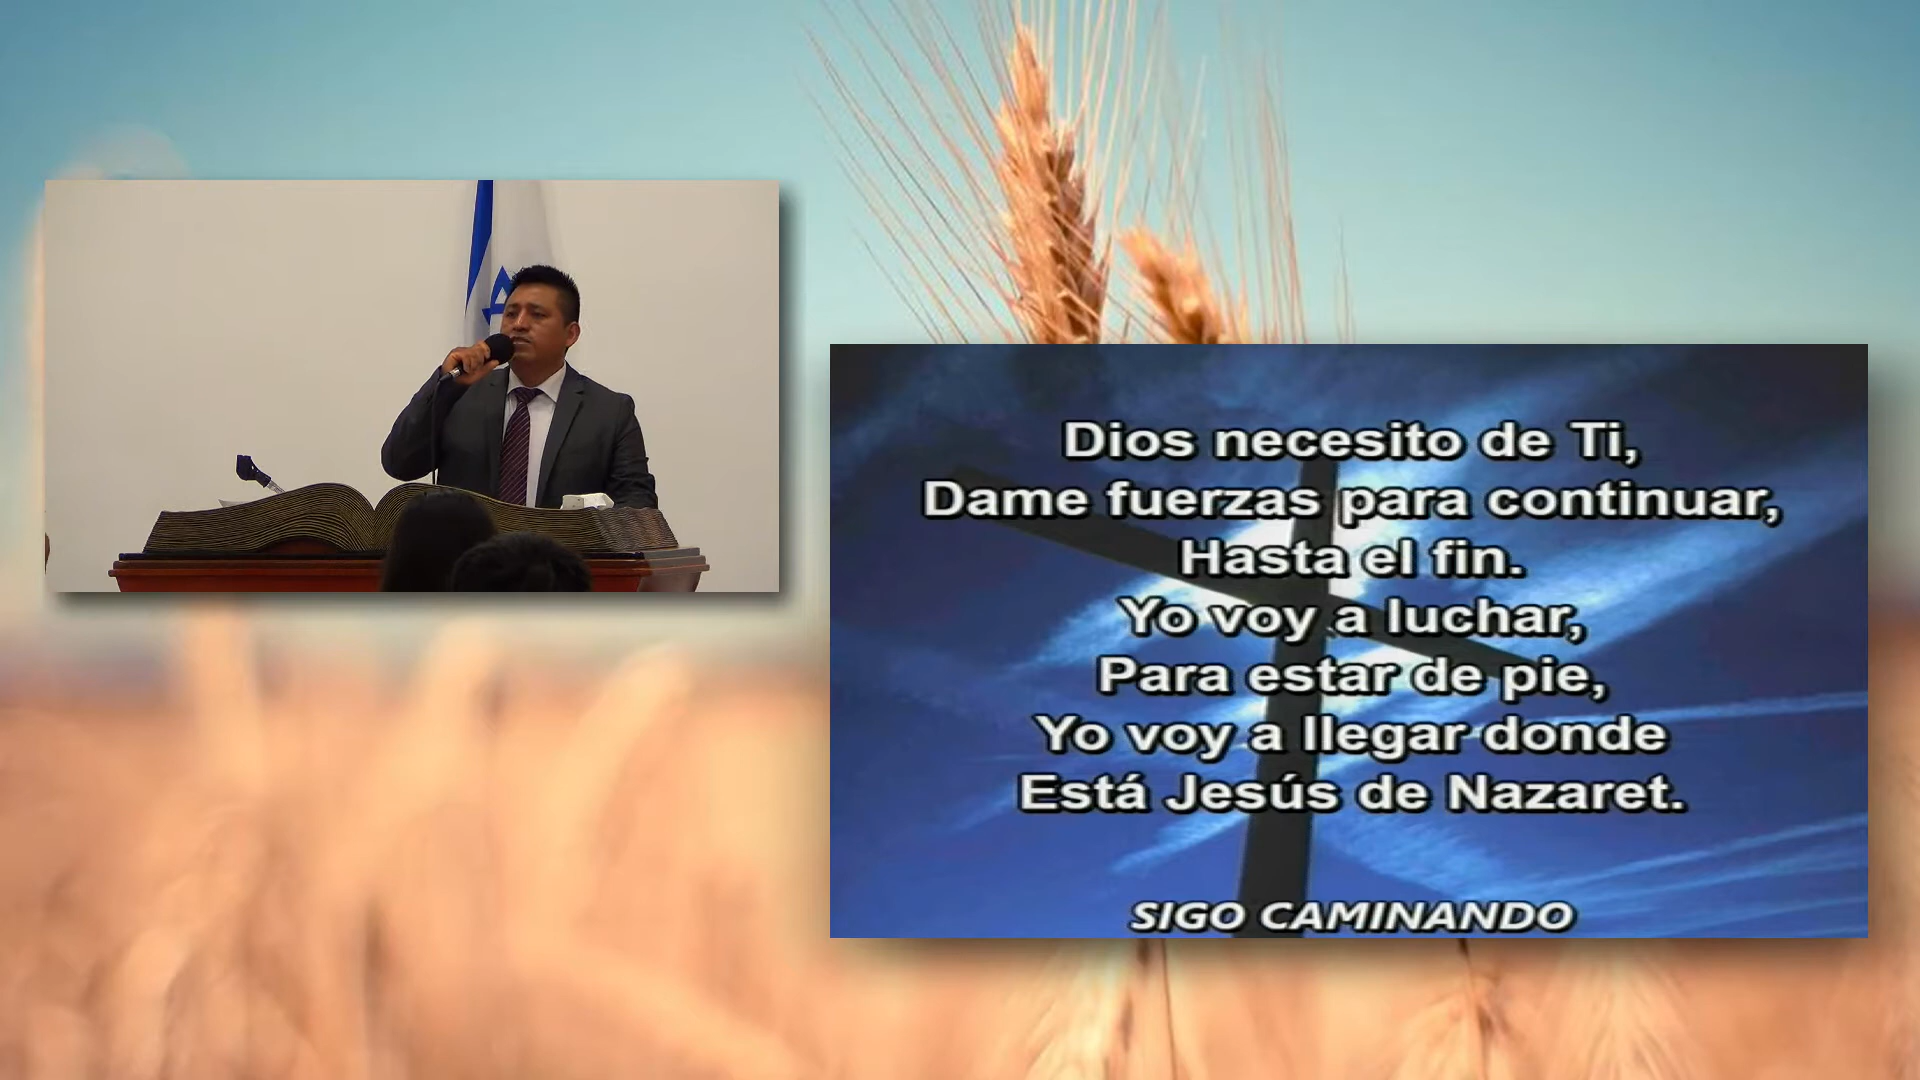 Dios necesito de Ti,
Dame fuerzas para continuar,
Hasta el fin.
Yo voy a luchar,
Para estar de pie,
Yo voy a llegar donde
Está Jesús de Nazaret.
SIGO CAMINANDO